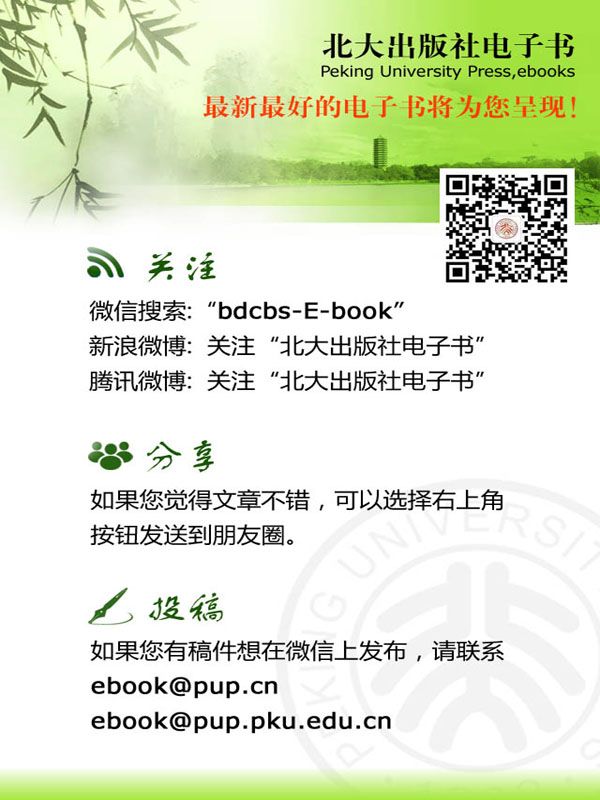 北大出版社电子书
Peking University Press,ebooks
最新最好的电子书将为您呈现！
关注
微信搜索：“bdcbs-E-book”
新浪微博：关注“北大出版社电子书”
腾讯微博：关注“北大出版社电子书”
分享
如果您觉得文章不错，可以选择右上角
按钮发送到朋友圈。
投稿
如果您有稿件想在微信上发布，请联系
ebook@pup.cn
ebook@pup.pku.edu.cn
PEKING UNIVERSITY